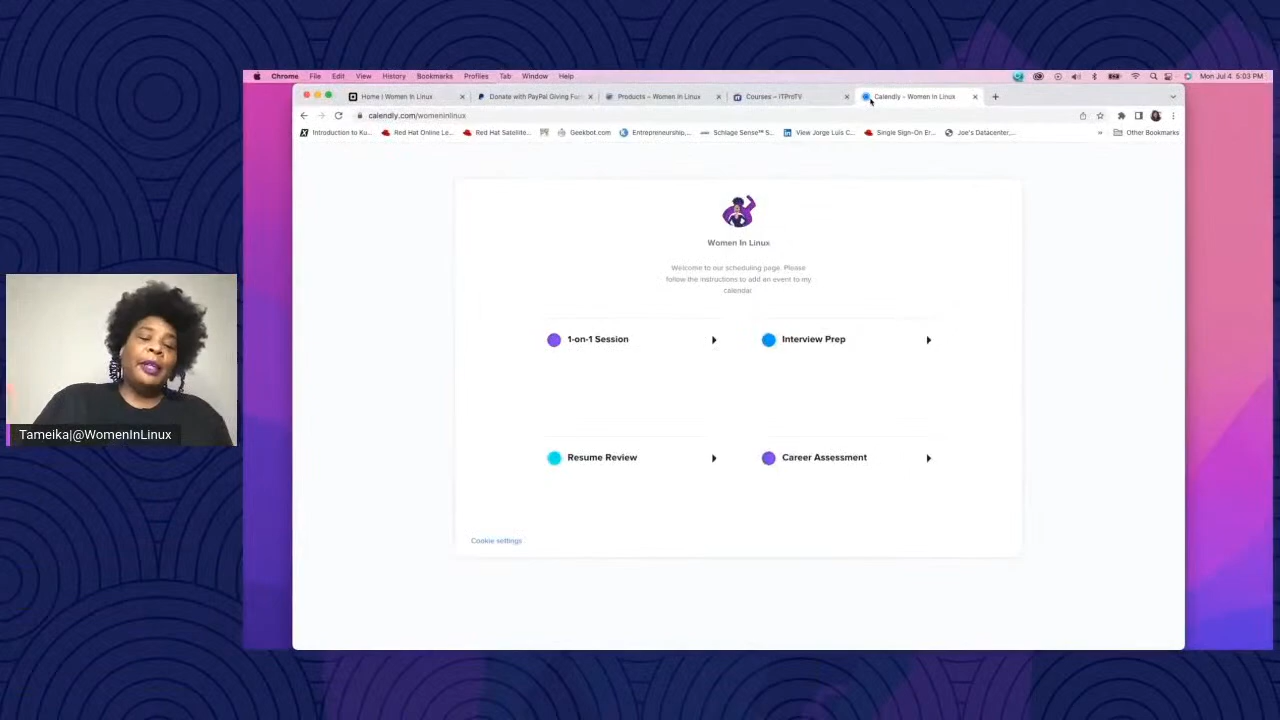 Chrome File Edit View History Bookmarks Profiles Tab Window Help
Mon Jul 4 5:03 PM
Home | Women In Linux
Donate with PayPal Giving Fun
Products – Women In Linux
Courses – ITProTV
Calendly - Women In Linux
calendly.com/womeninlinux
Introduction to Ku...
Red Hat Online Le...
Red Hat Satellite...
Geekbot.com
Entrepreneurship,...
Schlage Sense™ S...
View Jorge Luis C...
Single Sign-On Er...
Joe's Datacenter,...
»
Other Bookmarks
Women In Linux
Welcome to our scheduling page. Please
follow the instructions to add an event to my
calendar.
1-on-1 Session
Interview Prep
Resume Review
Career Assessment
Cookie settings
Tameika|@WomenInLinux